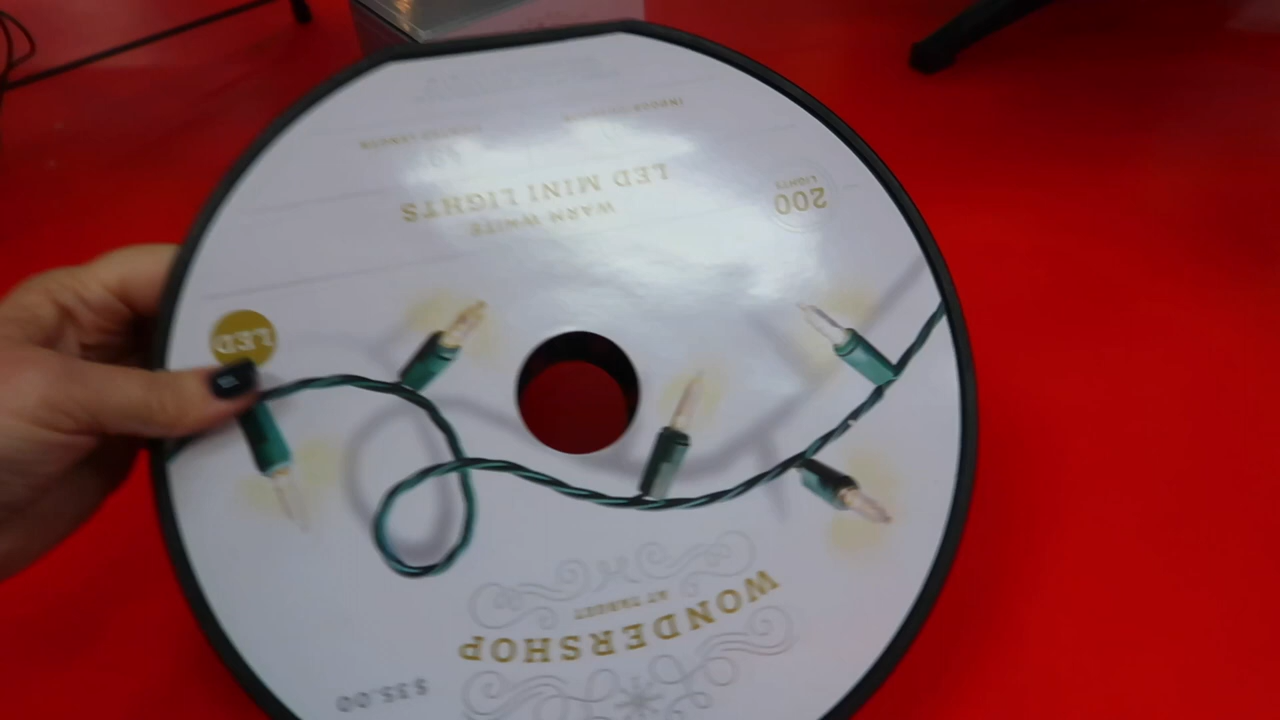 $35.00
WONDERSHOP
AT TARGET
LED
WARM WHITE
LED MINI LIGHTS
200
LIGHTS